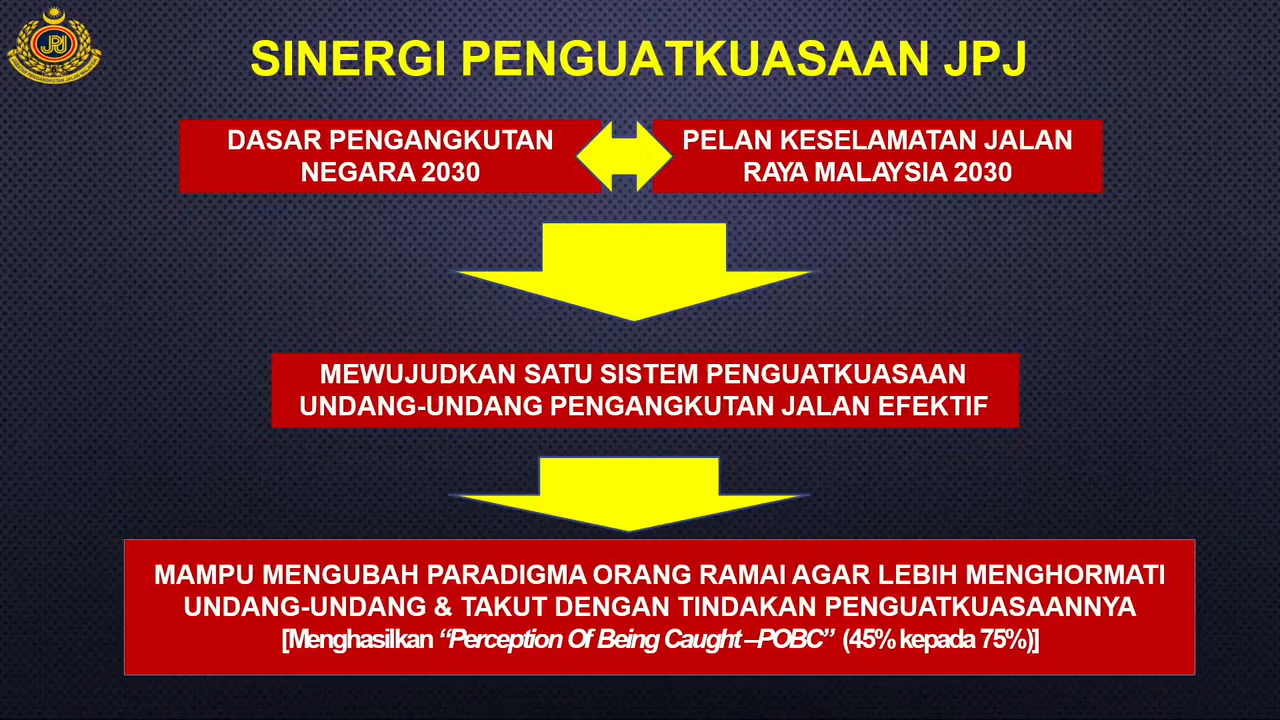 SINERGI PENGUATKUASAAN JPJ
DASAR PENGANGKUTAN
NEGARA 2030
PELAN KESELAMATAN JALAN
RAYA MALAYSIA 2030
MEWUJUDKAN SATU SISTEM PENGUATKUASAAN
UNDANG-UNDANG PENGANGKUTAN JALAN EFEKTIF
MAMPU MENGUBAH PARADIGMA ORANG RAMAI AGAR LEBIH MENGHORMATI
UNDANG-UNDANG & TAKUT DENGAN TINDAKAN PENGUATKUASAANNYA
[Menghasilkan “Perception Of Being Caught –POBC” (45% kepada 75%)]
JPJ